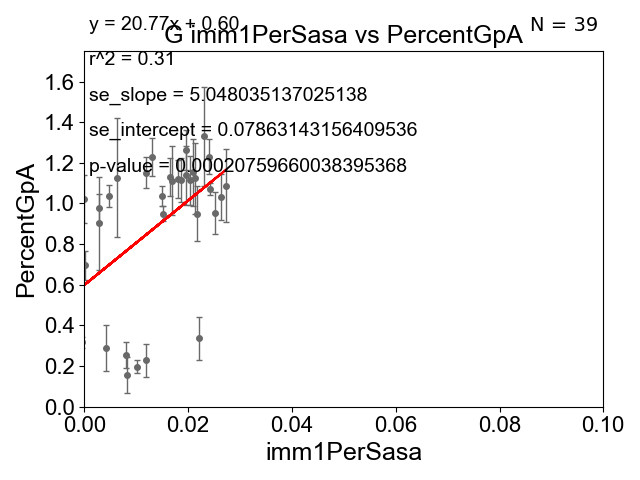 y = 20.77x + 0.60
N = 39
G imm1PerSasa vs PercentGpA
r^2 = 0.31
se_slope = 5.048035137025138
se_intercept = 0.07863143156409536
p-value = 0.00020759660038395368
PercentGpA
1.6
1.4
1.2
1.0
0.8
0.6
0.4
0.2
0.0
0.00 0.02 0.04 0.06 0.08 0.10
imm1PerSasa